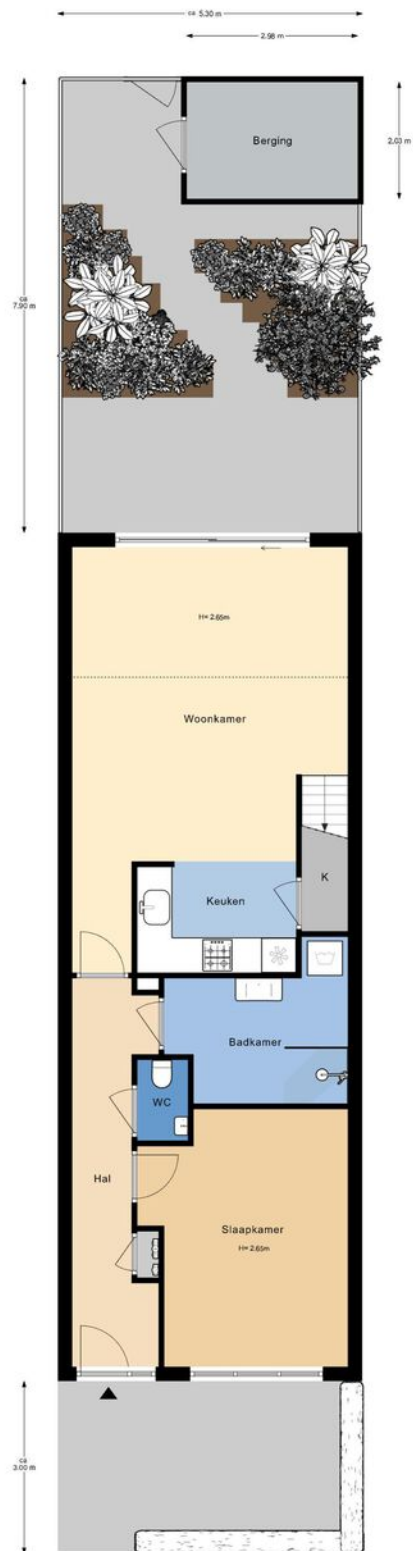 ca 5.30 m
2.98 m
Berging
2.03 m
ca
7.90 m
H= 2.65m
Woonkamer
K
Keuken
Badkamer
WC
Hal
Slaapkamer
H= 2.65m
ca
3.00 m